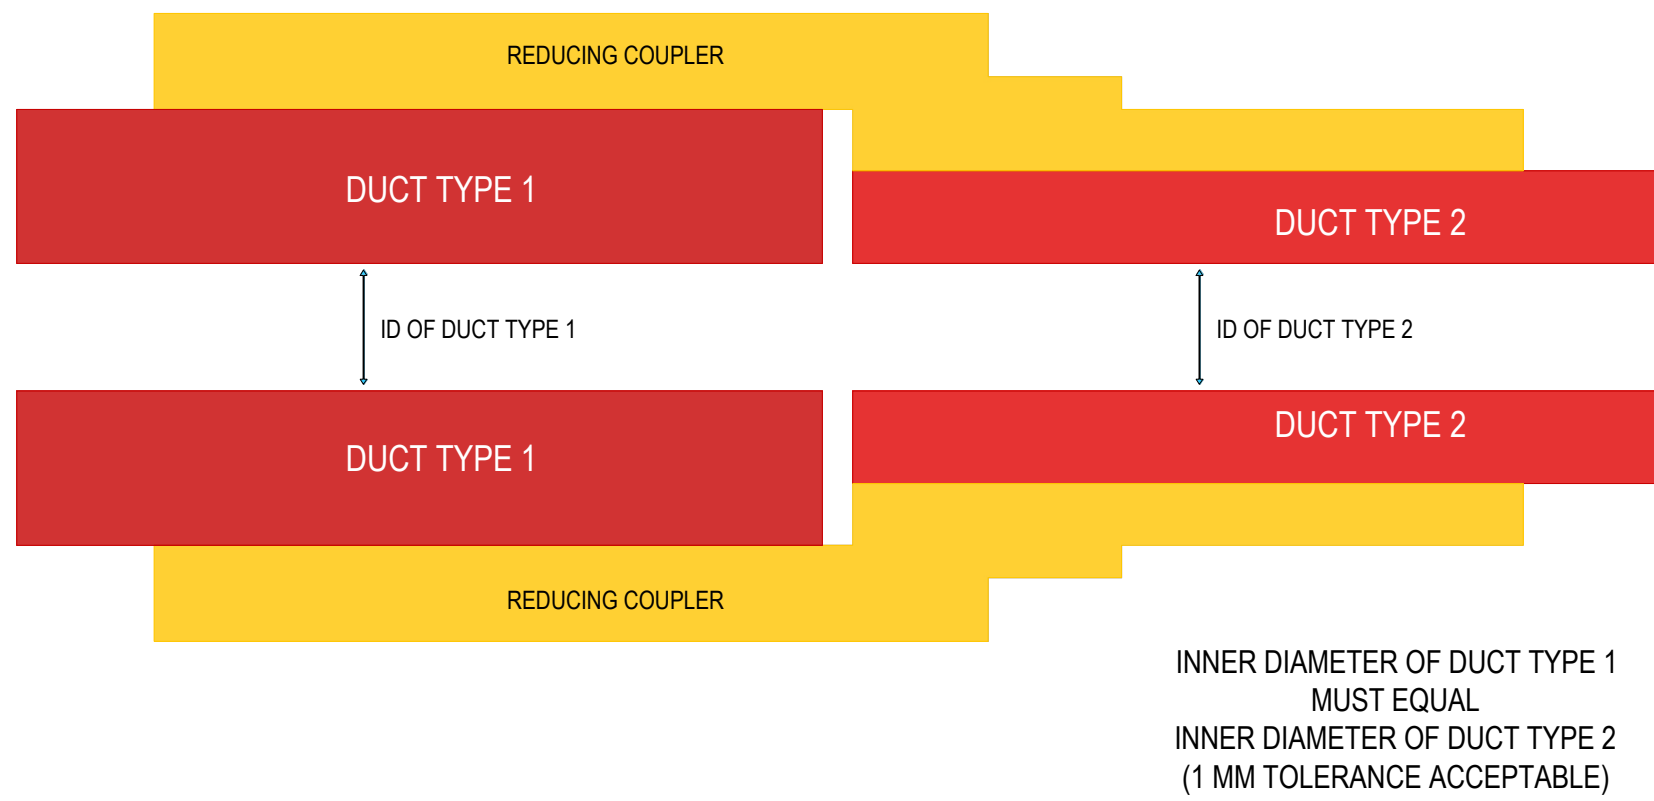 REDUCING COUPLER
DUCT TYPE 1
DUCT TYPE 2
ID OF DUCT TYPE 1
ID OF DUCT TYPE 2
DUCT TYPE 2
DUCT TYPE 1
REDUCING COUPLER
INNER DIAMETER OF DUCT TYPE 1
MUST EQUAL
INNER DIAMETER OF DUCT TYPE 2
(1 MM TOLERANCE ACCEPTABLE)